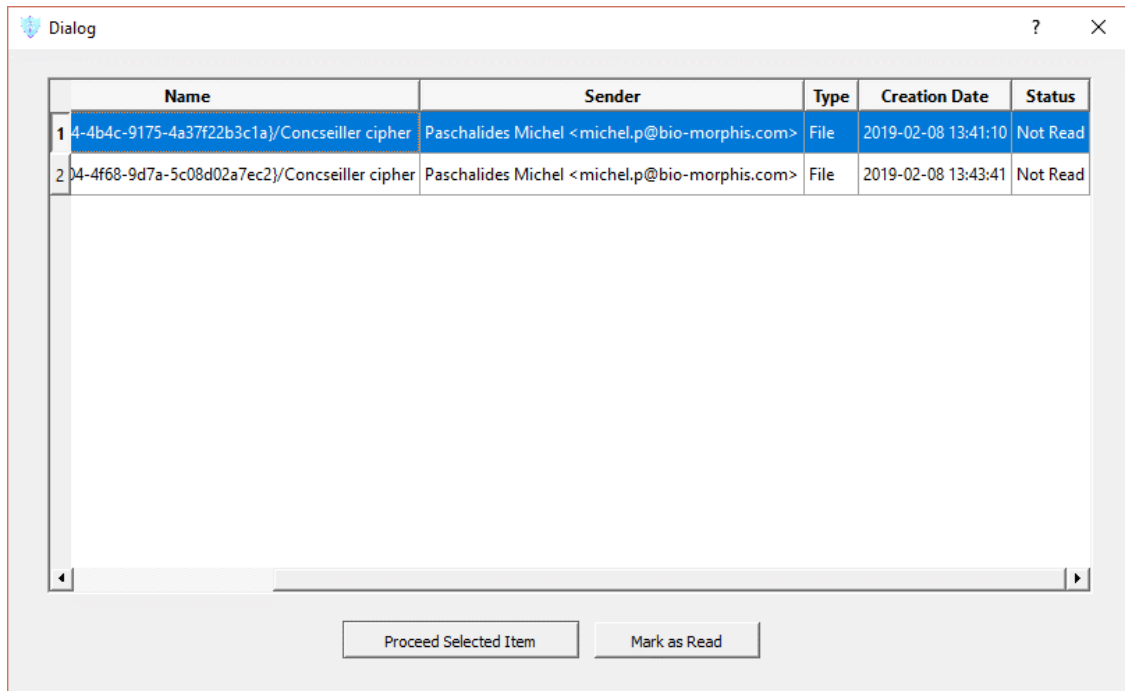 Dialog ?
Name Sender Type Creation Date Status
1 4-4b4c-9175-4a37f22b3c1a}/Concseiller cipher Paschalides Michel <michel.p@bio-morphis.com> File 2019-02-08 13:41:10 Not Read
2 04-4f68-9d7a-5c08d02a7ec2}/Concseiller cipher Paschalides Michel <michel.p@bio-morphis.com> File 2019-02-08 13:43:41 Not Read
Proceed Selected Item Mark as Read